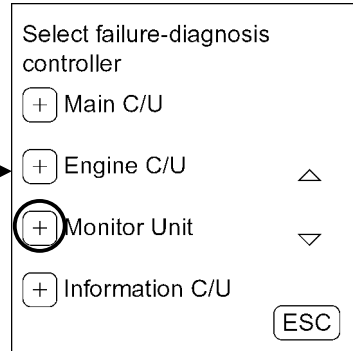 Select failure-diagnosis
controller
+ Main C/U
+ Engine C/U
+ Monitor Unit
+ Information C/U
ESC